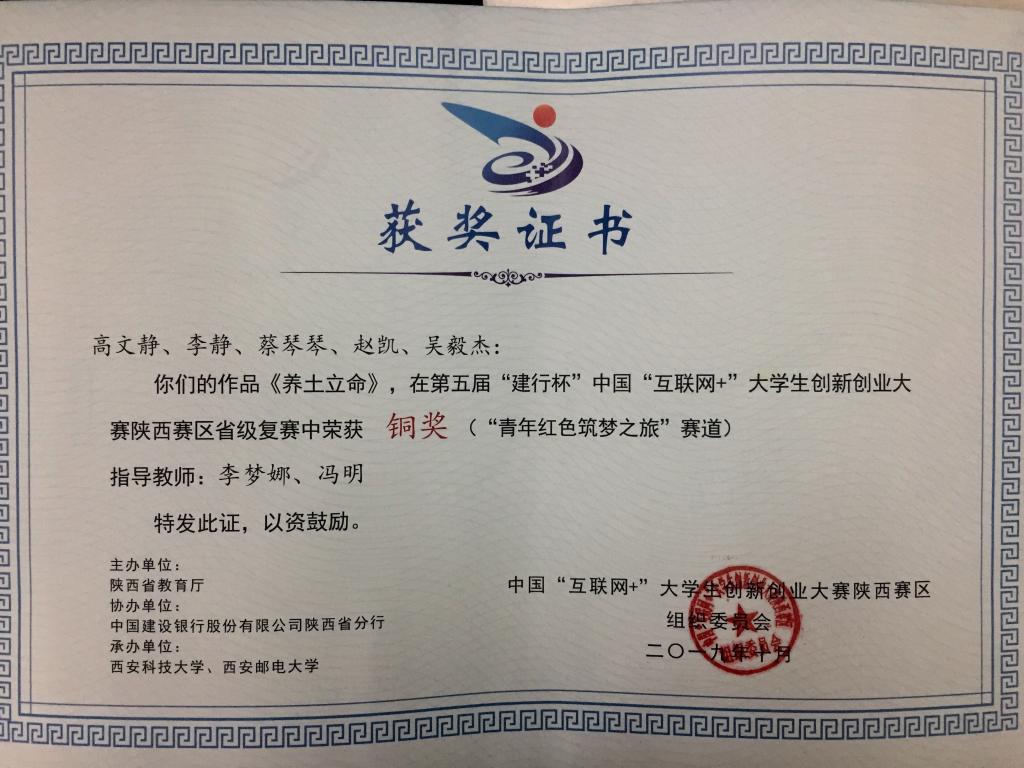 获奖证书
高文静、李静、蔡琴琴、赵凯、吴毅杰：
你们的作品《养土立命》，在第五届“建行杯”中国“互联网+”大学生创新创业大
赛陕西赛区省级复赛中荣获 铜奖 （“青年红色筑梦之旅”赛道）
指导教师：李梦娜、冯明
特发此证，以资鼓励。
主办单位：
陕西省教育厅
协办单位：
中国建设银行股份有限公司陕西省分行
承办单位：
西安科技大学、西安邮电大学
中国“互联网+”大学生创新创业大赛陕西赛区
组织委员会
二〇一九年十月
组织委员会